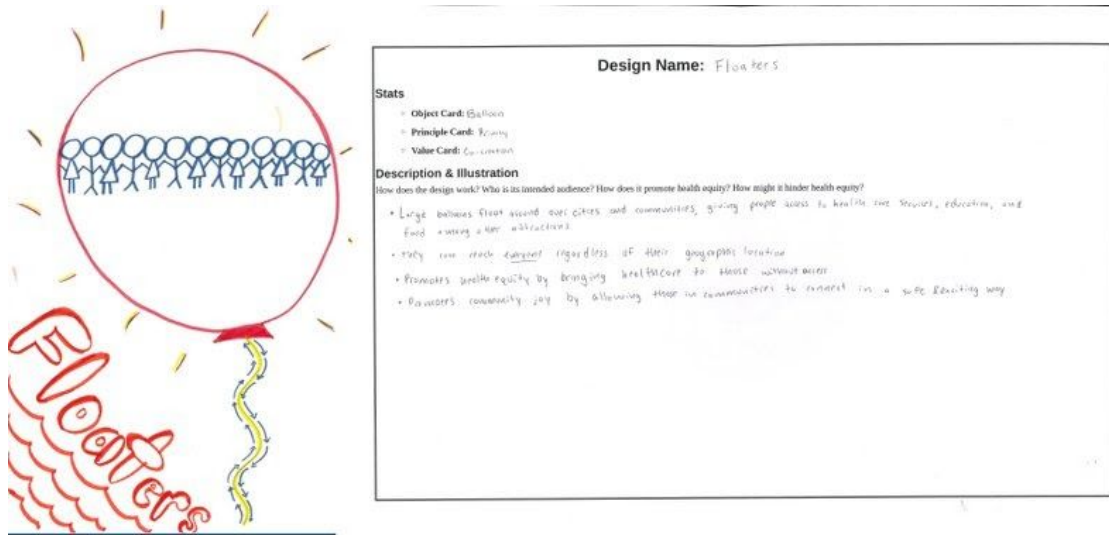 Floaters
Design Name: Floaters
Stats
Object Card: Balloon
Principle Card:
Value Card: Co-creation
Description & Illustration
How does the design work? Who is its intended audience? How does it promote health equity? How might it hinder health equity?
• Large balloons float around over cities and communities, giving people access to health care services, education, and
food among other attractions.
• They can reach everyone regardless of their geographic location
• Promotes health equity by bringing healthcare to those without access
• Promotes community joy by allowing those in communities to connect in a safe & exciting way